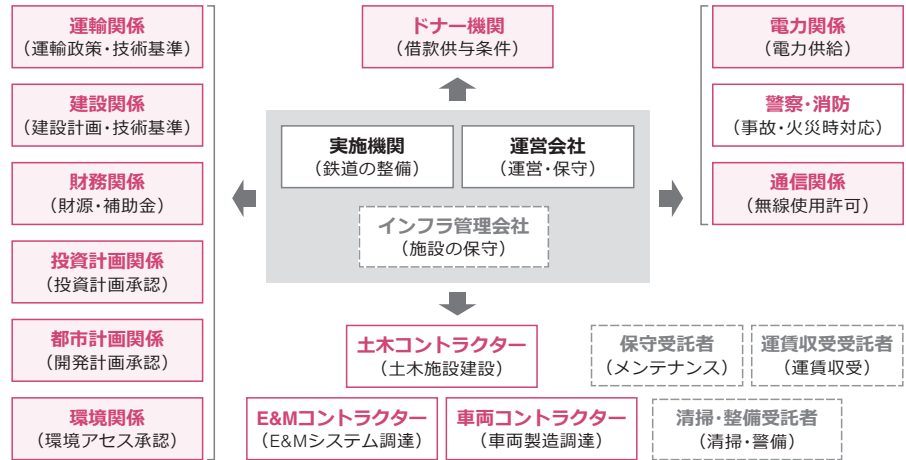 運輸関係
（運輸政策・技術基準）
建設関係
（建設計画・技術基準）
財務関係
（財源・補助金）
投資計画関係
（投資計画承認）
都市計画関係
（開発計画承認）
環境関係
（環境アセス承認）
ドナー機関
（借款供与条件）
実施機関
（鉄道の整備）
運営会社
（運営・保守）
インフラ管理会社
（施設の保守）
土木コントラクター
（土木施設建設）
E&Mコントラクター
（E&Mシステム調達）
車両コントラクター
（車両製造調達）
電力関係
（電力供給）
警察・消防
（事故・火災時対応）
通信関係
（無線使用許可）
保守受託者
（メンテナンス）
運賃収受受託者
（運賃収受）
清掃・整備受託者
（清掃・警備）